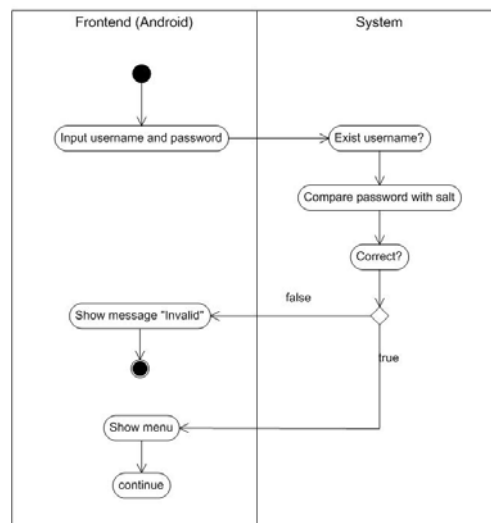 Frontend (Android)
System
Input username and password
Exist username?
Compare password with salt
Correct?
false
Show message "Invalid"
true
Show menu
continue